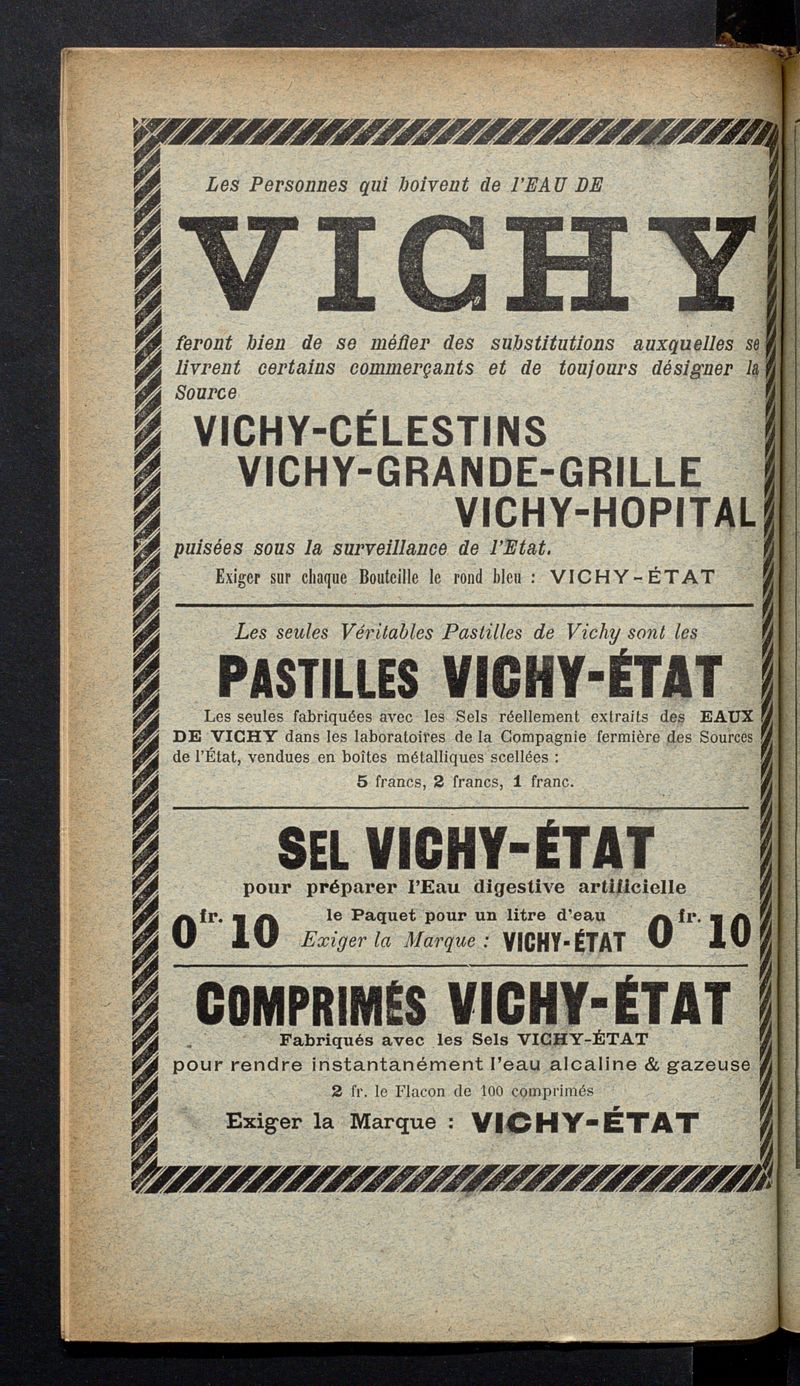 Les Personnes qui boivent de l'EAU DE
VICHY
feront bien de se méfier des substitutions auxquelles se
livrent certains commerçants et de toujours désigner la
Source
VICHY-CÉLESTINS
VICHY-GRANDE-GRILLE
VICHY-HOPITAL
puisées sous la surveillance de l'Etat.
Exiger sur chaque Bouteille le rond bleu : VICHY-ÉTAT
Les seules Véritables Pastilles de Vichy sont les
PASTILLES VICHY-ÉTAT
Les seules fabriquées avec les Sels réellement extraits des EAUX
DE VICHY dans les laboratoires de la Compagnie fermière des Sources
de l'État, vendues en boîtes métalliques scellées :
5 francs, 2 francs, 1 franc.
SEL VICHY-ÉTAT
pour préparer l'Eau digestive artificielle
0 fr. 10 le Paquet pour un litre d'eau 0 fr. 10
Exiger la Marque : VICHY-ÉTAT
COMPRIMÉS VICHY-ÉTAT
Fabriqués avec les Sels VICHY-ÉTAT
pour rendre instantanément l'eau alcaline & gazeuse
2 fr. le Flacon de 100 comprimés
Exiger la Marque : VICHY-ÉTAT